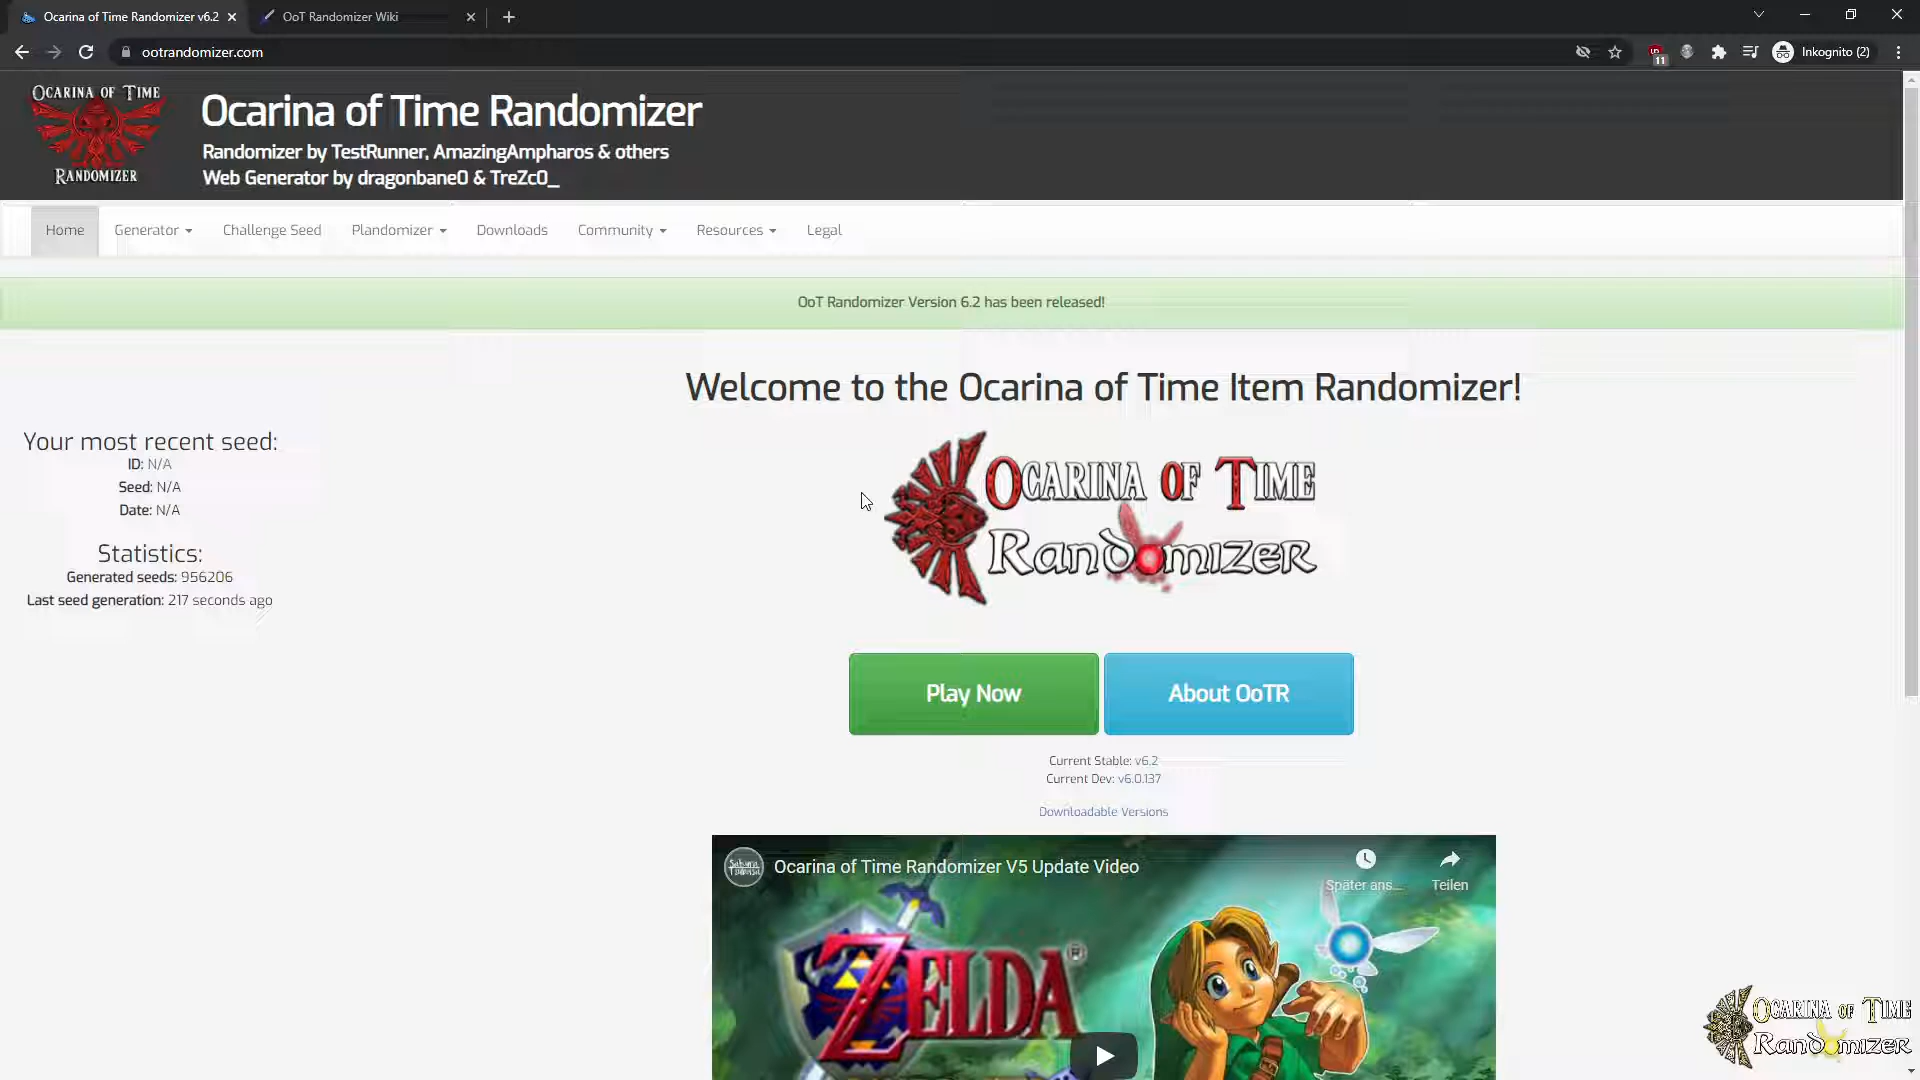 Ocarina of Time Randomizer v6.2
OoT Randomizer Wiki
ootrandomizer.com
11
Inkognito (2)
OCARINA OF TIME
RANDOMIZER
Ocarina of Time Randomizer
Randomizer by TestRunner, AmazingAmpharos & others
Web Generator by dragonbane0 & TreZc0_
Home
Generator
Challenge Seed
Plandomizer
Downloads
Community
Resources
Legal
OoT Randomizer Version 6.2 has been released!
Welcome to the Ocarina of Time Item Randomizer!
OCARINA OF TIME
RANDOMIZER
Your most recent seed:
ID: N/A
Seed: N/A
Date: N/A
Statistics:
Generated seeds: 956206
Last seed generation: 217 seconds ago
Play Now
About OoTR
Current Stable: v6.2
Current Dev: v6.0.137
Downloadable Versions
Ocarina of Time Randomizer V5 Update Video
Später ans...
Teilen
ZELDA
OCARINA OF TIME
RANDOMIZER